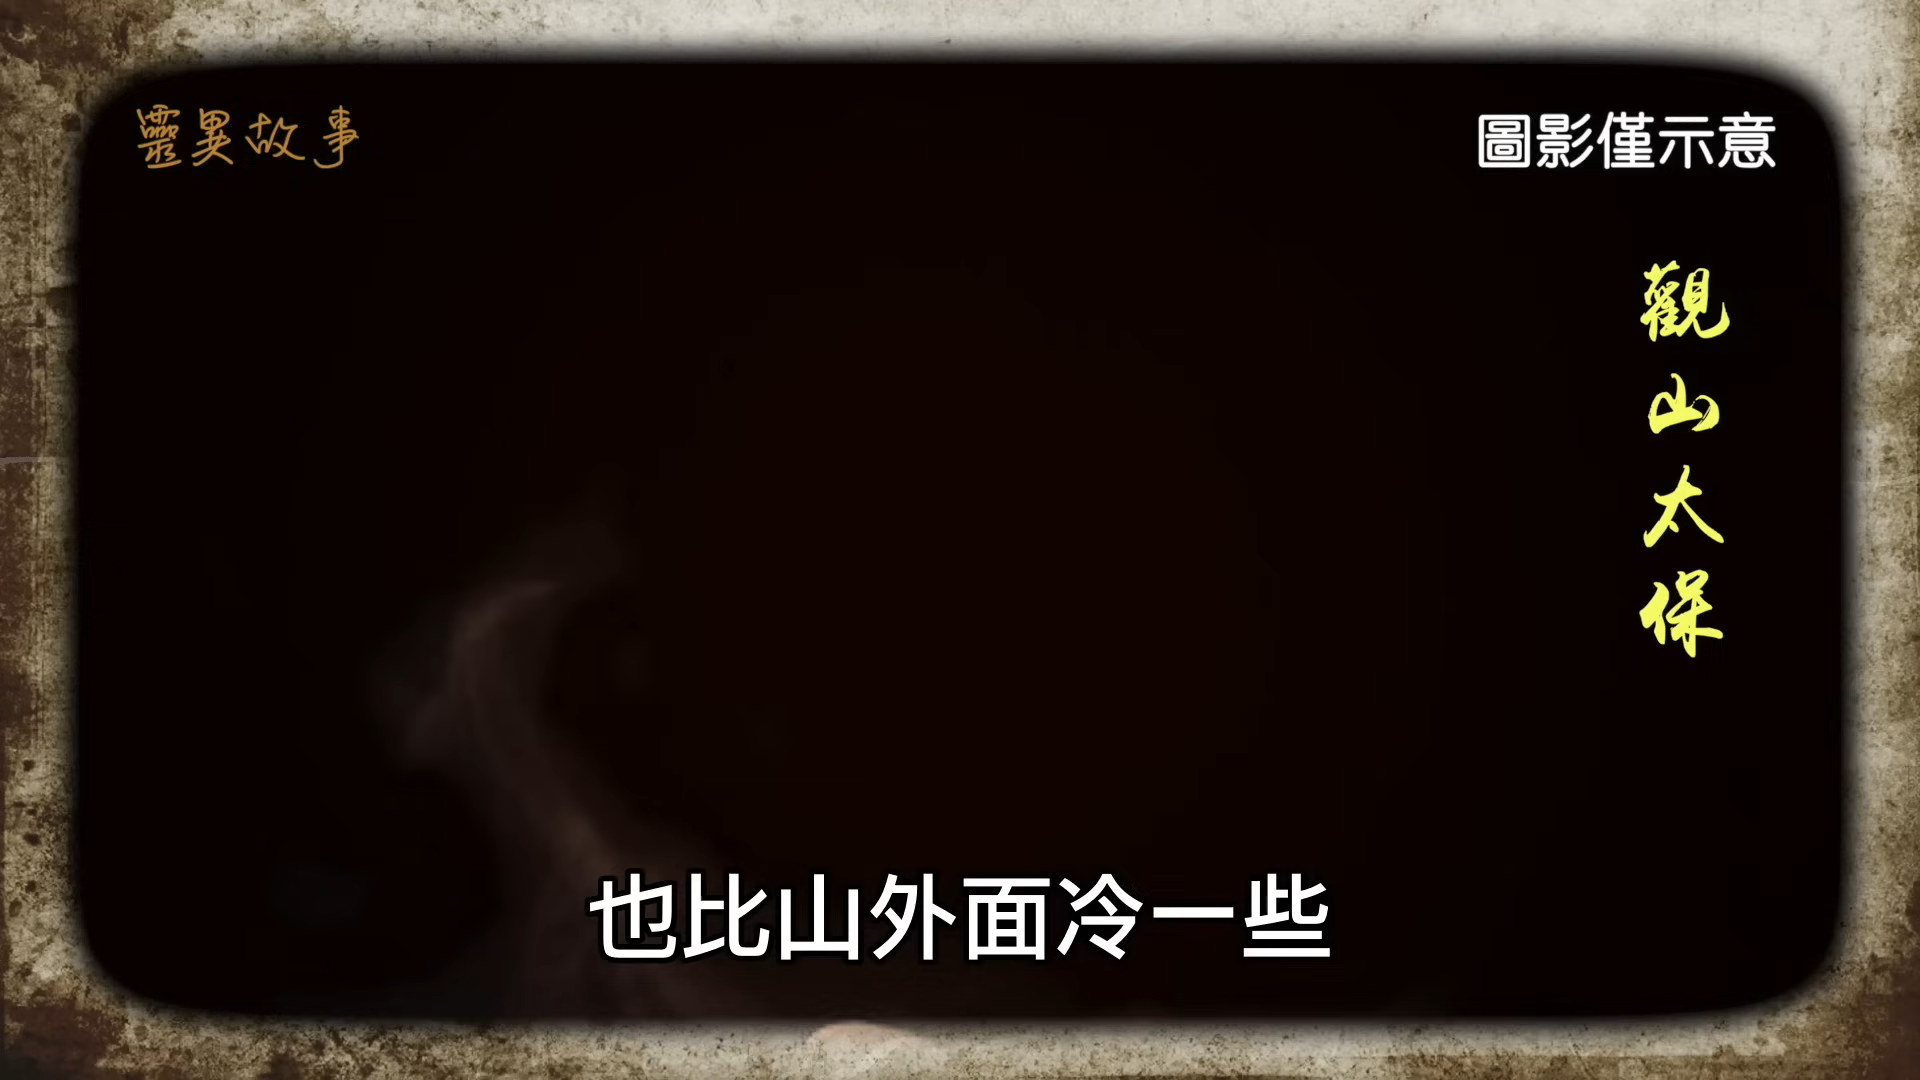 靈異故事
圖影僅示意
觀山太保
也比山外面冷一些